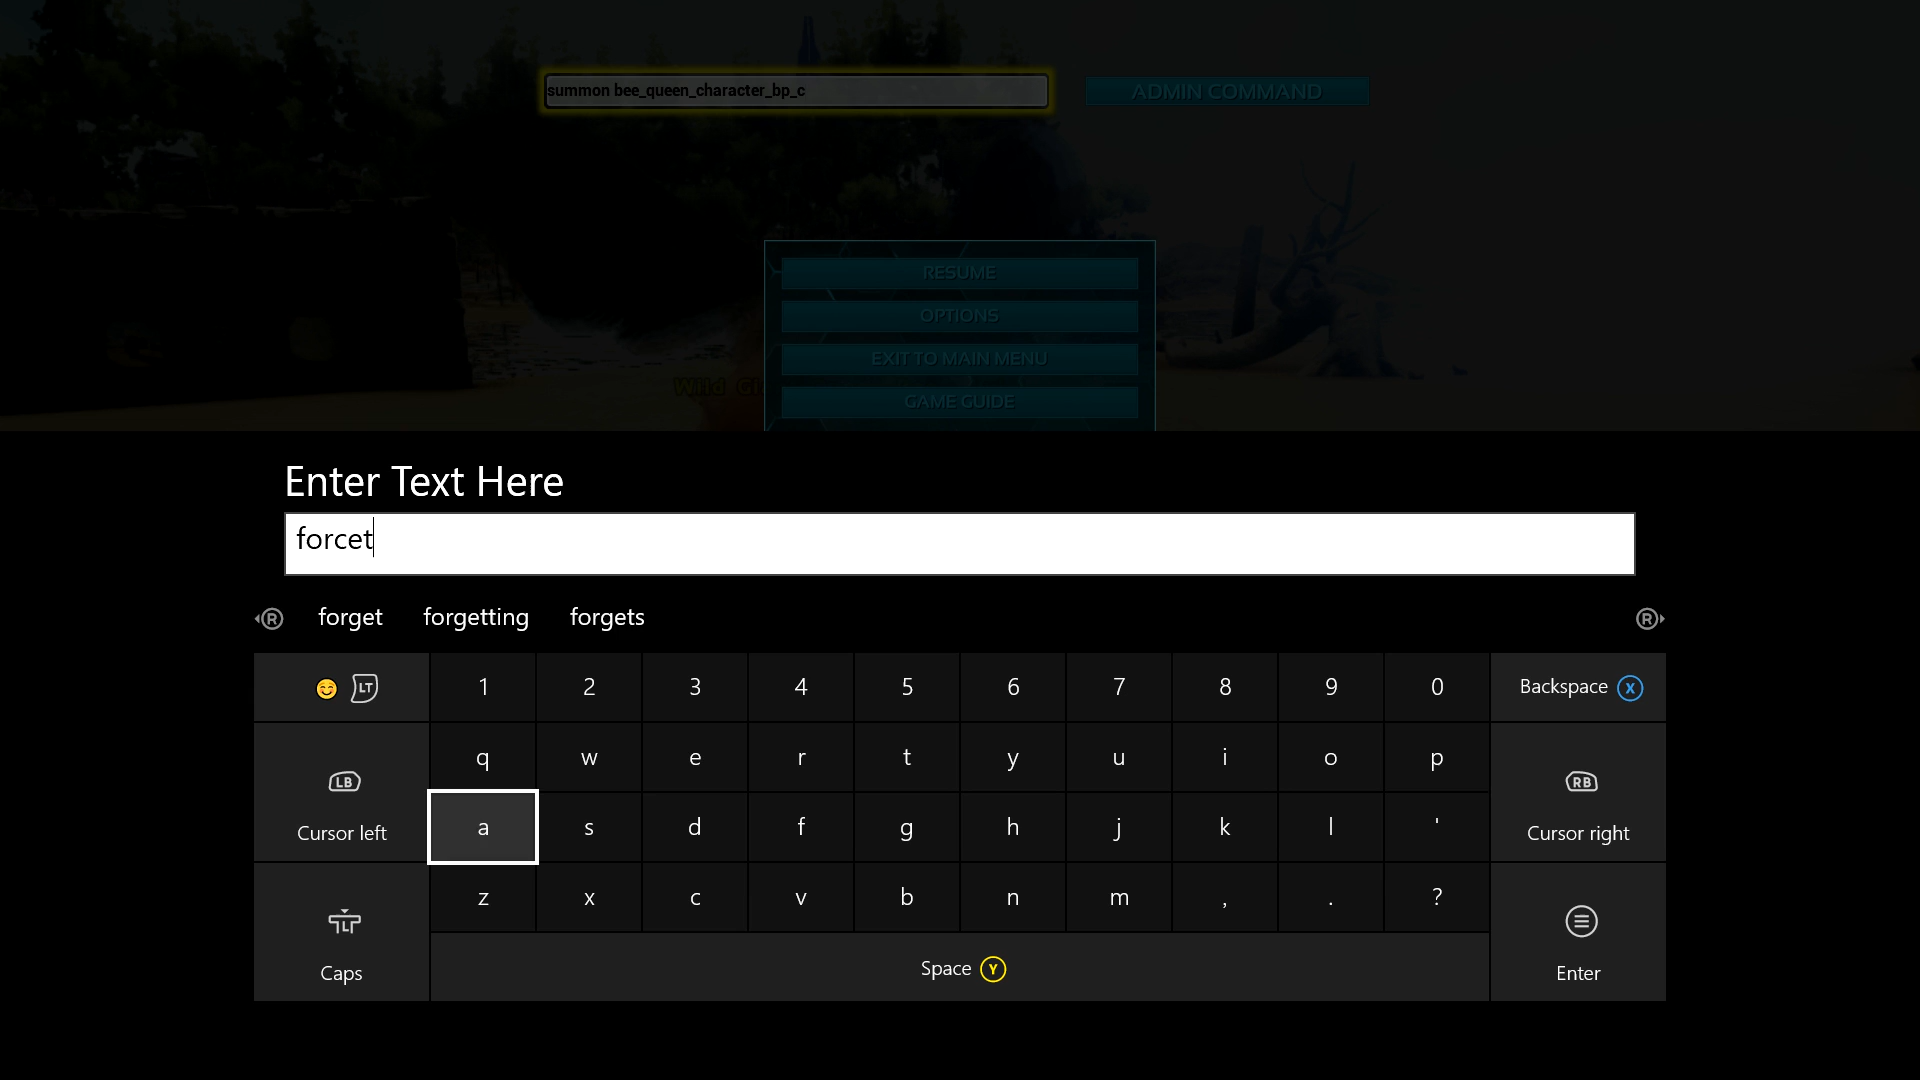 summon bee_queen_character_bp_c
ADMIN COMMAND
RESUME
OPTIONS
EXIT TO MAIN MENU
Wild
GAME GUIDE
Enter Text Here
forcet
R forget forgetting forgets R
LT 1 2 3 4 5 6 7 8 9 0 Backspace X
q w e r t y u i o p
LB RB
Cursor left a s d f g h j k l ' Cursor right
z x c v b n m , . ?
LT
Caps Space Y Enter